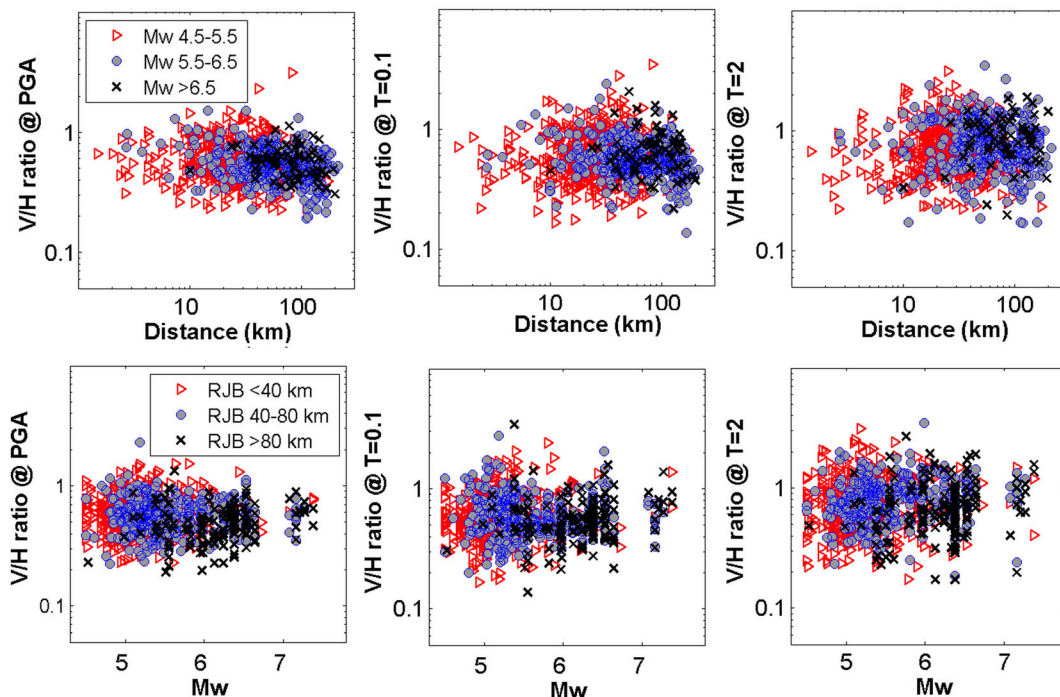 V/H ratio @ PGA
1
0.1
Mw 4.5-5.5
Mw 5.5-6.5
Mw >6.5
10
100
Distance (km)
V/H ratio @ T=0.1
1
0.1
10
100
Distance (km)
V/H ratio @ T=2
1
0.1
10
100
Distance (km)
V/H ratio @ PGA
1
0.1
RJB <40 km
RJB 40-80 km
RJB >80 km
5
6
7
Mw
V/H ratio @ T=0.1
1
0.1
5
6
7
Mw
V/H ratio @ T=2
1
0.1
5
6
7
Mw